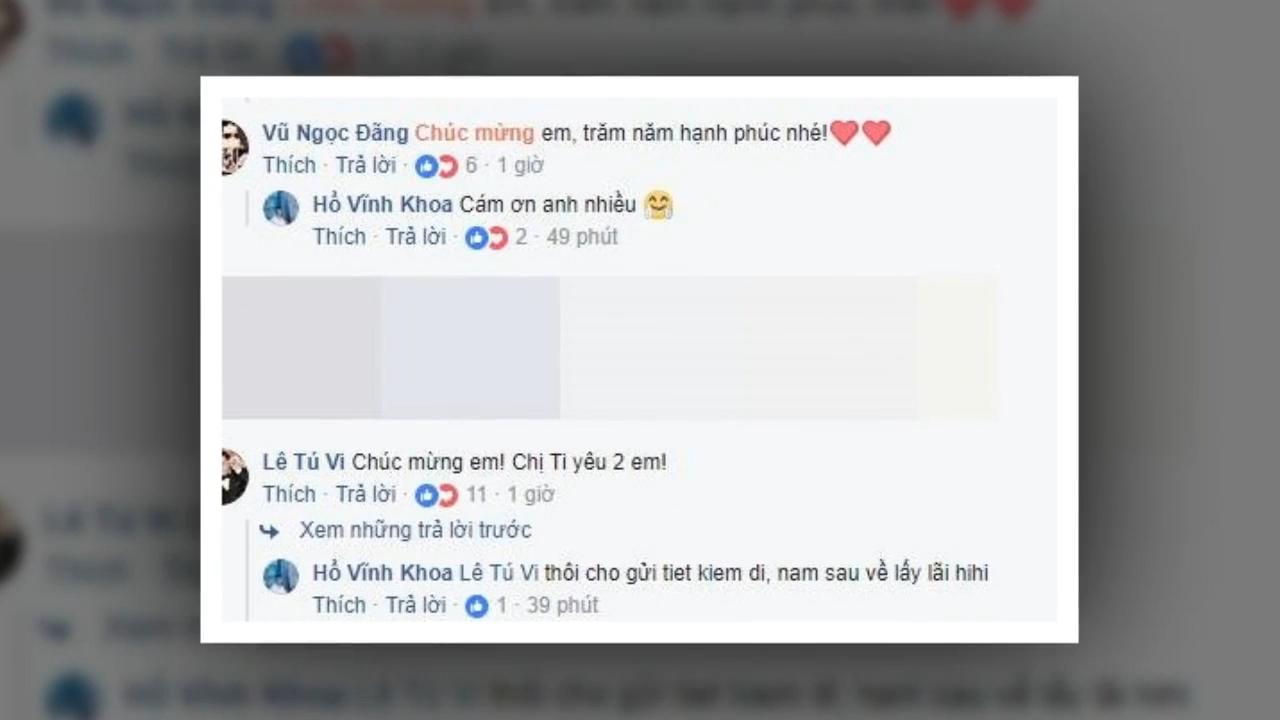 Vũ Ngọc Đãng Chúc mừng em, trăm năm hạnh phúc nhé!❤❤
Thích · Trả lời · 6 · 1 giờ
Hồ Vĩnh Khoa Cám ơn anh nhiều 🤗
Thích · Trả lời · 2 · 49 phút
Lê Tú Vi Chúc mừng em! Chị Ti yêu 2 em!
Thích · Trả lời · 11 · 1 giờ
Xem những trả lời trước
Hồ Vĩnh Khoa Lê Tú Vi thôi cho gửi tiet kiem di, nam sau về lấy lãi hihi
Thích · Trả lời · 1 · 39 phút